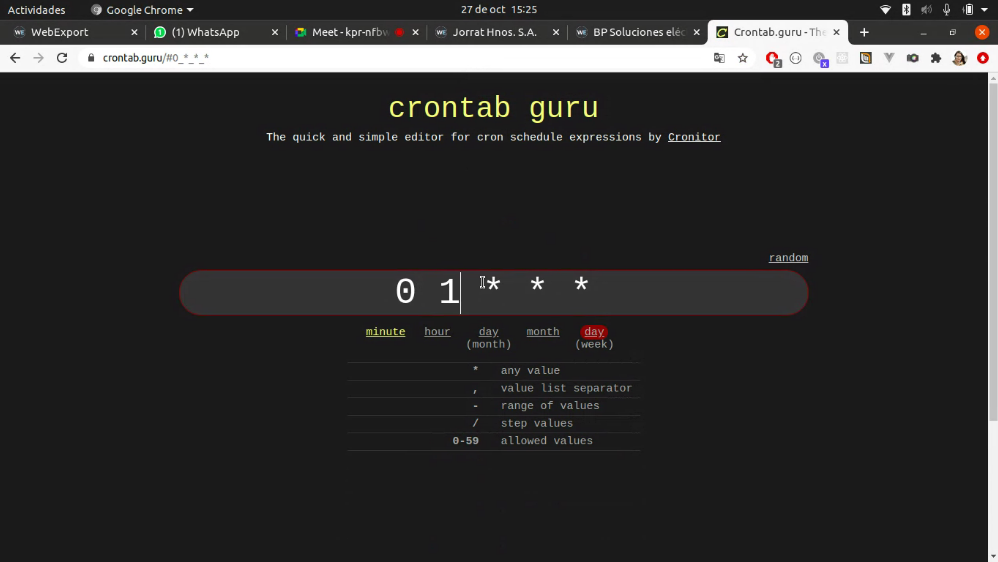 Actividades Google Chrome 27 de oct 15:25
WebExport (1) WhatsApp Meet - kpr-nfbw Jorrat Hnos. S.A. BP Soluciones eléc Crontab.guru - The
crontab.guru/#0_*_*_* 2 x
crontab guru
The quick and simple editor for cron schedule expressions by Cronitor
random
0 1 * * *
minute hour day month day
(month) (week)
* any value
, value list separator
- range of values
/ step values
0-59 allowed values